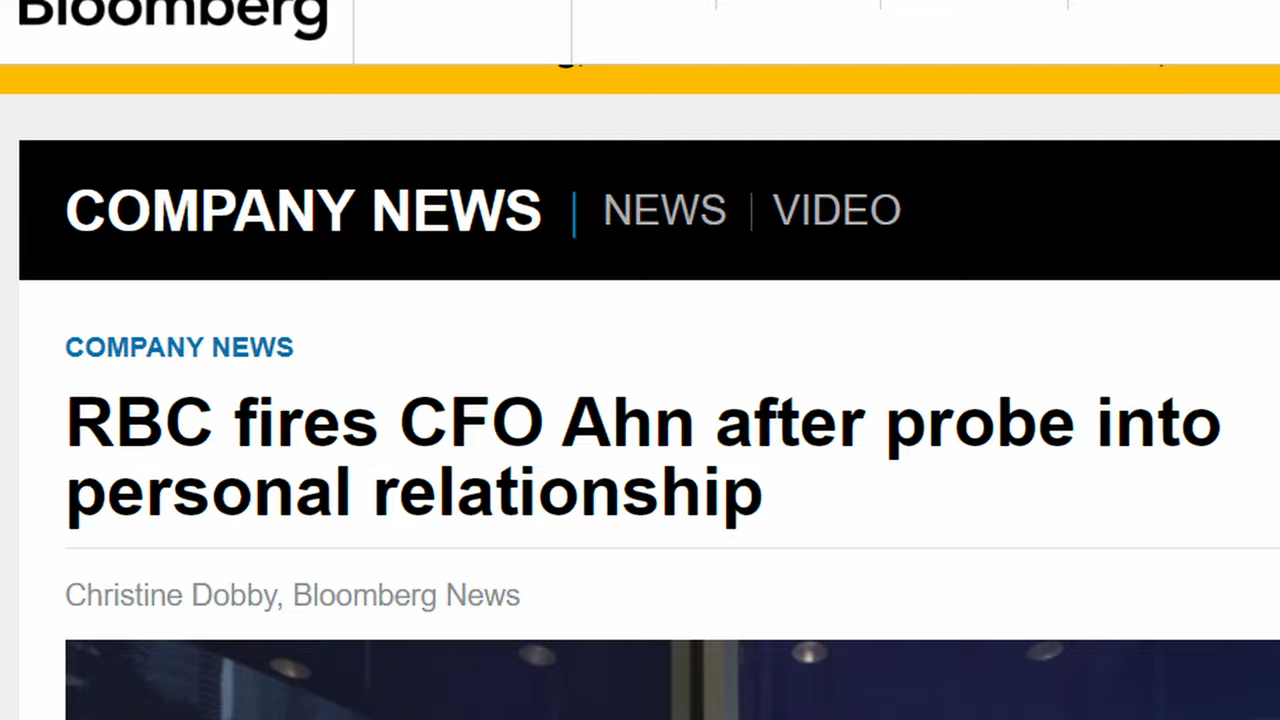 Bloomberg
COMPANY NEWS | NEWS | VIDEO
COMPANY NEWS
RBC fires CFO Ahn after probe into
personal relationship
Christine Dobby, Bloomberg News